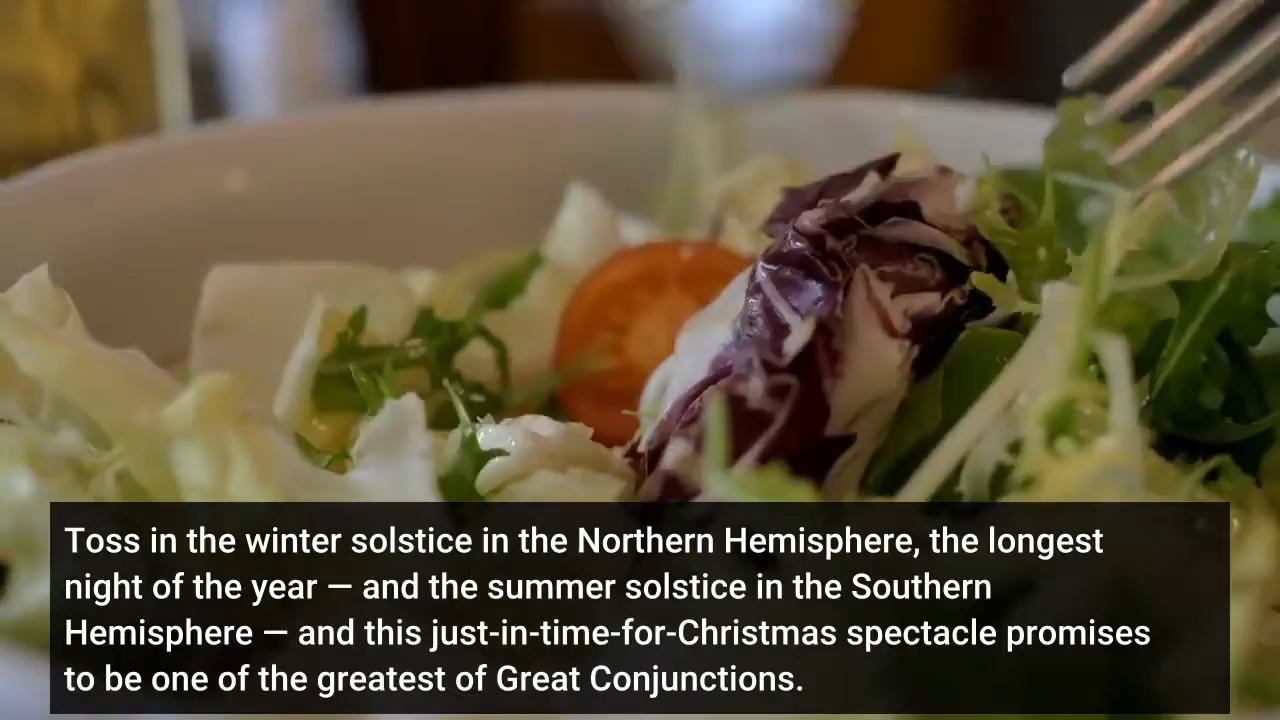 Toss in the winter solstice in the Northern Hemisphere, the longest
night of the year — and the summer solstice in the Southern
Hemisphere — and this just-in-time-for-Christmas spectacle promises
to be one of the greatest of Great Conjunctions.